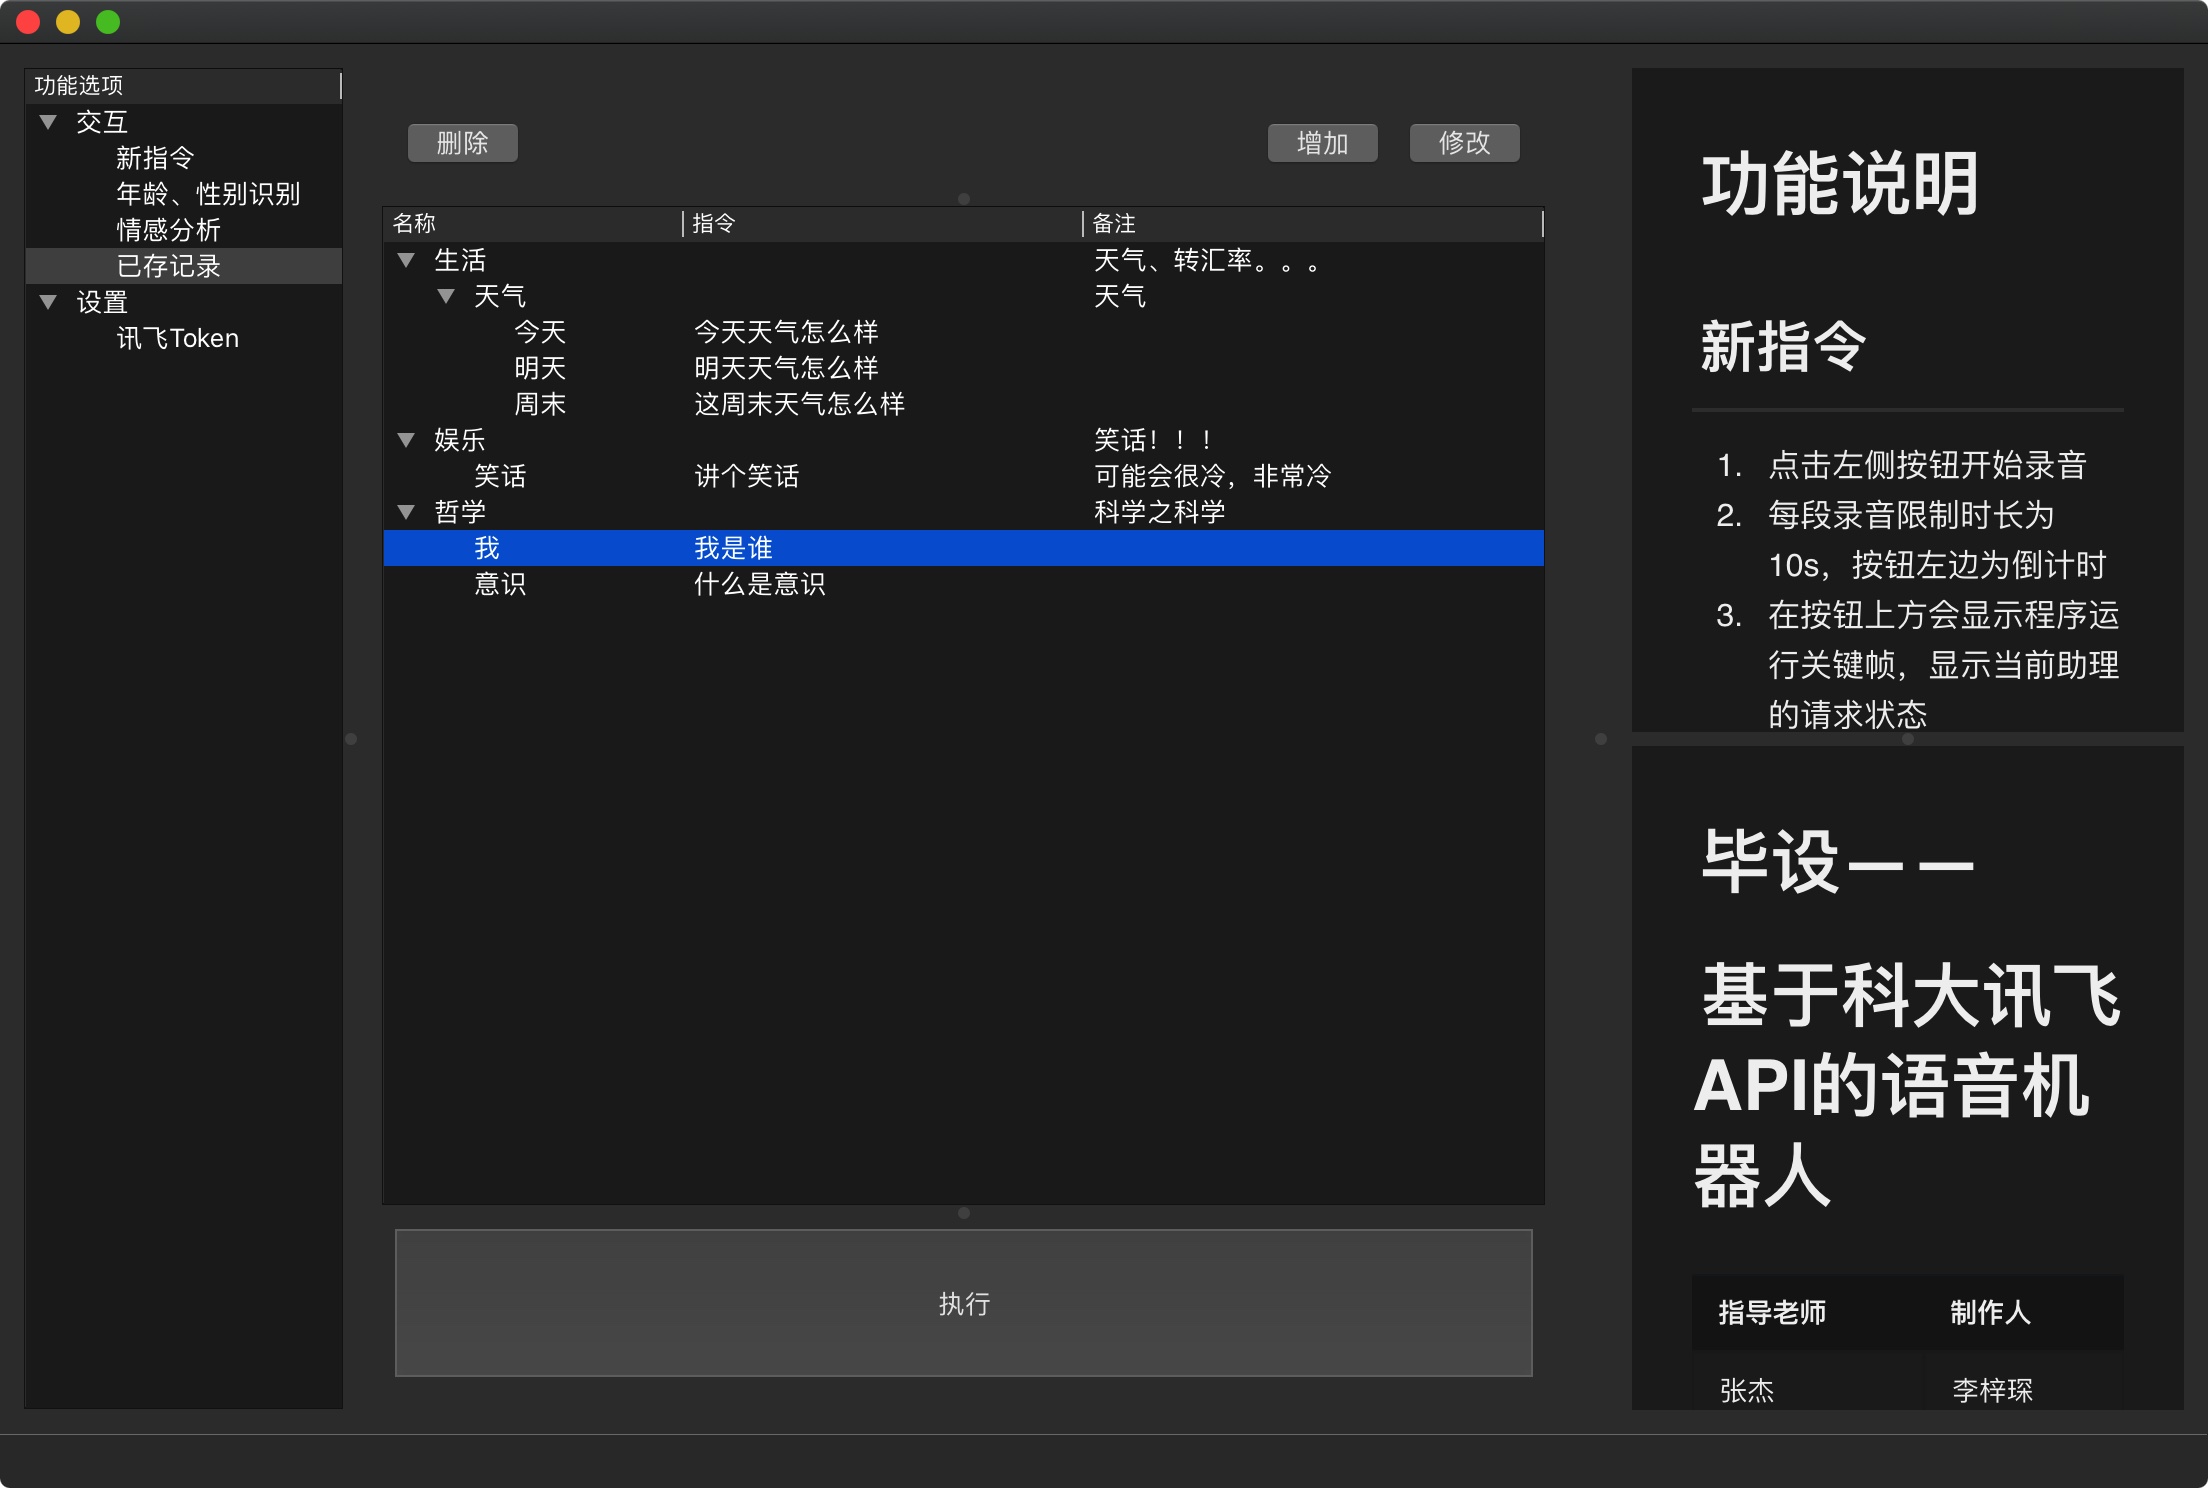 功能选项
交互
新指令
年龄、性别识别
情感分析
已存记录
设置
讯飞Token
删除
增加
修改
名称 指令 备注
生活 天气、转汇率。。。
天气 天气
今天 今天天气怎么样
明天 明天天气怎么样
周末 这周末天气怎么样
娱乐 笑话！！！
笑话 讲个笑话 可能会很冷，非常冷
哲学 科学之科学
我 我是谁
意识 什么是意识
执行
功能说明
新指令
1. 点击左侧按钮开始录音
2. 每段录音限制时长为
10s，按钮左边为倒计时
3. 在按钮上方会显示程序运
行关键帧，显示当前助理
的请求状态
毕设——
基于科大讯飞
API的语音机
器人
指导老师 制作人
张杰 李梓琛